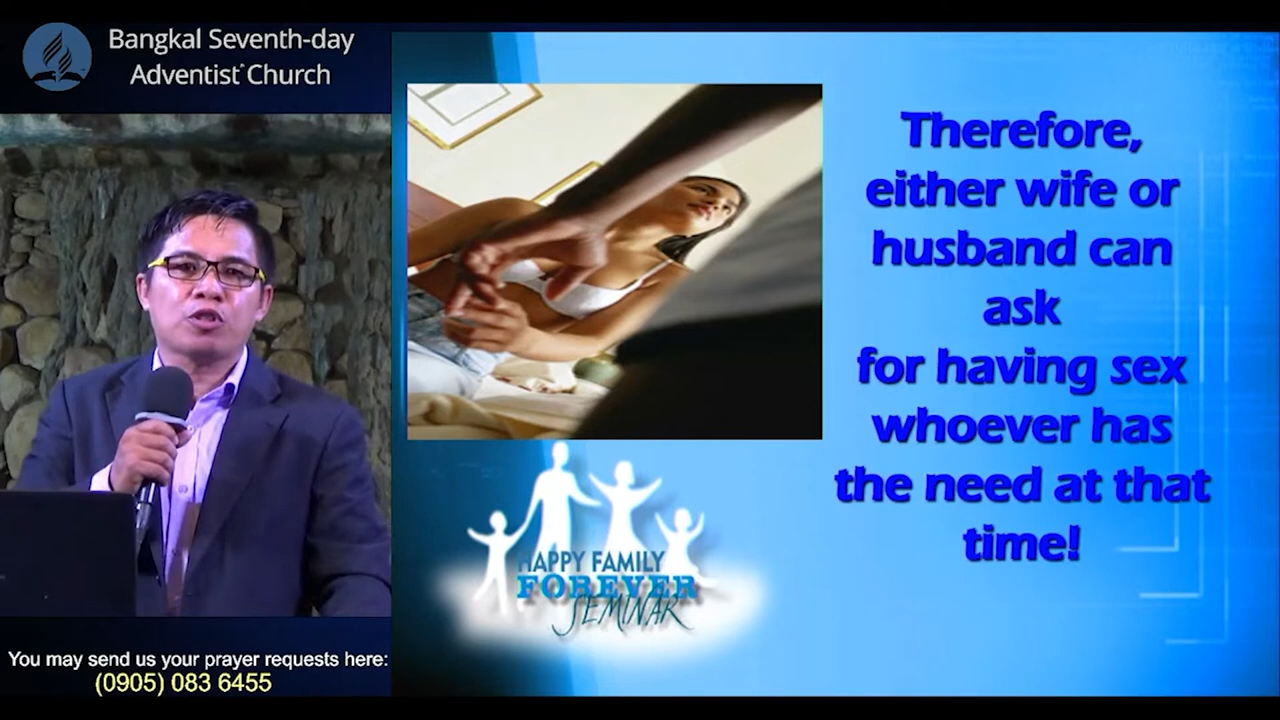 Bangkal Seventh-day
Adventist® Church
Therefore,
either wife or
husband can
ask
for having sex
whoever has
the need at that
time!
HAPPY FAMILY
FOREVER
SEMINAR
You may send us your prayer requests here:
(0905) 083 6455